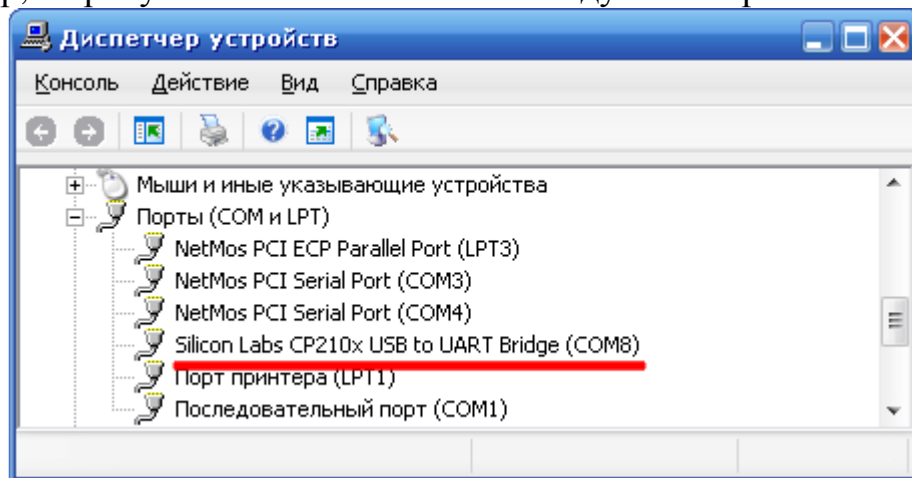 Диспетчер устройств
Консоль Действие Вид Справка
Мыши и иные указывающие устройства
Порты (COM и LPT)
NetMos PCI ECP Parallel Port (LPT3)
NetMos PCI Serial Port (COM3)
NetMos PCI Serial Port (COM4)
Silicon Labs CP210x USB to UART Bridge (COM8)
Порт принтера (LPT1)
Последовательный порт (COM1)